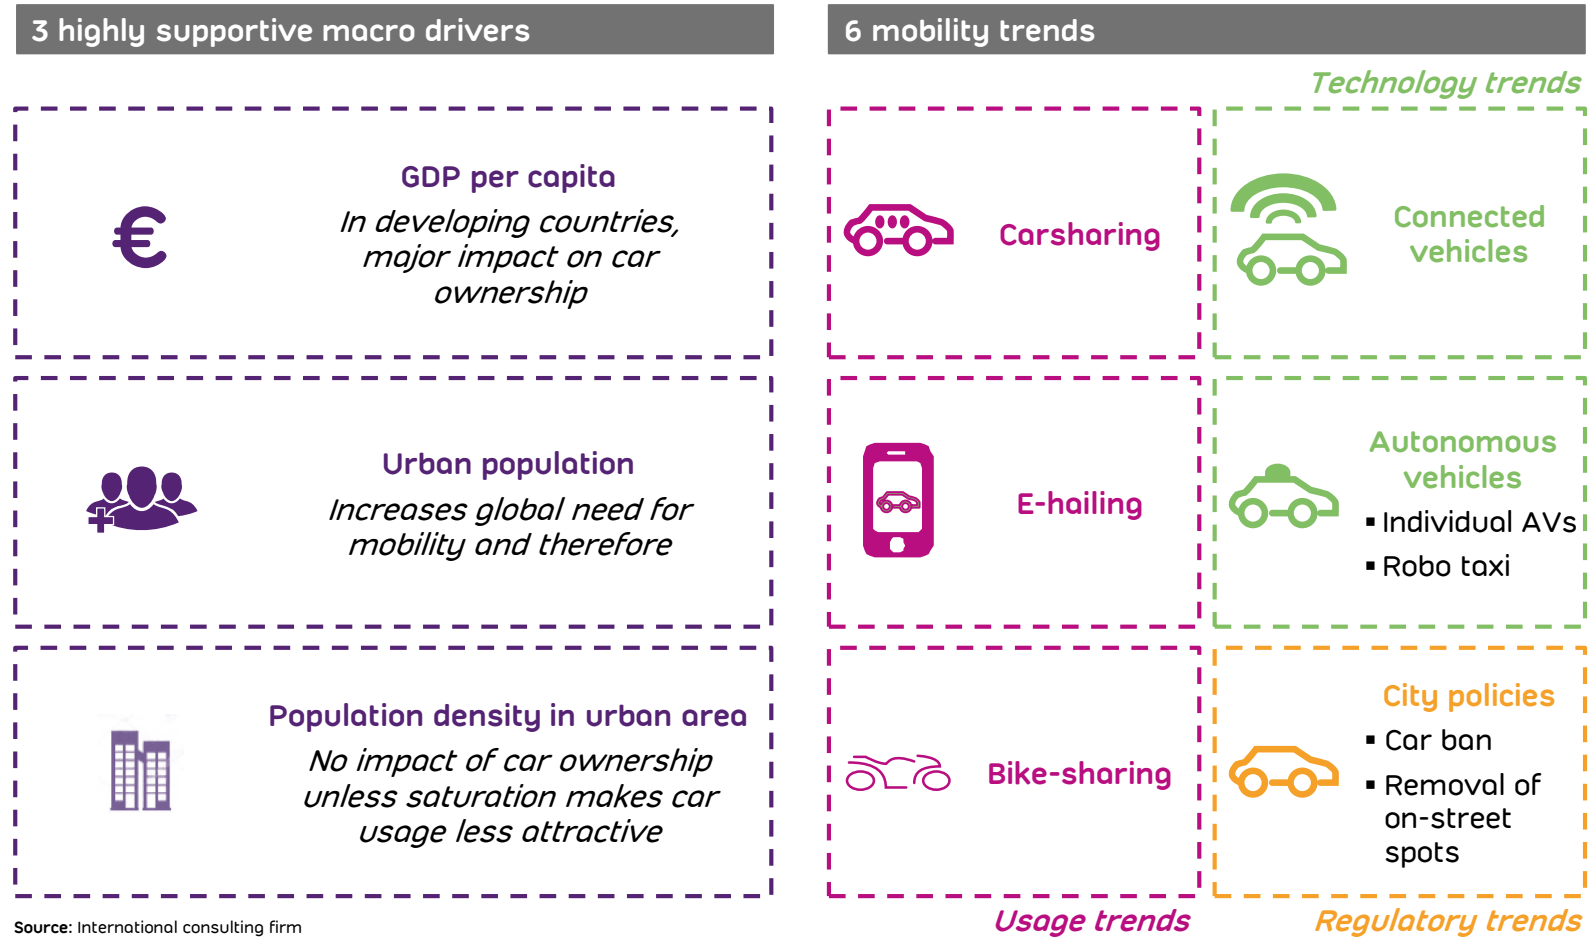 3 highly supportive macro drivers
GDP per capita
In developing countries,
major impact on car
ownership
Urban population
Increases global need for
mobility and therefore
Population density in urban area
No impact of car ownership
unless saturation makes car
usage less attractive
Source: International consulting firm
6 mobility trends
Technology trends
Carsharing
Connected
vehicles
E-hailing
Autonomous
vehicles
▪ Individual AVs
▪ Robo taxi
Bike-sharing
City policies
▪ Car ban
▪ Removal of
on-street
spots
Usage trends
Regulatory trends